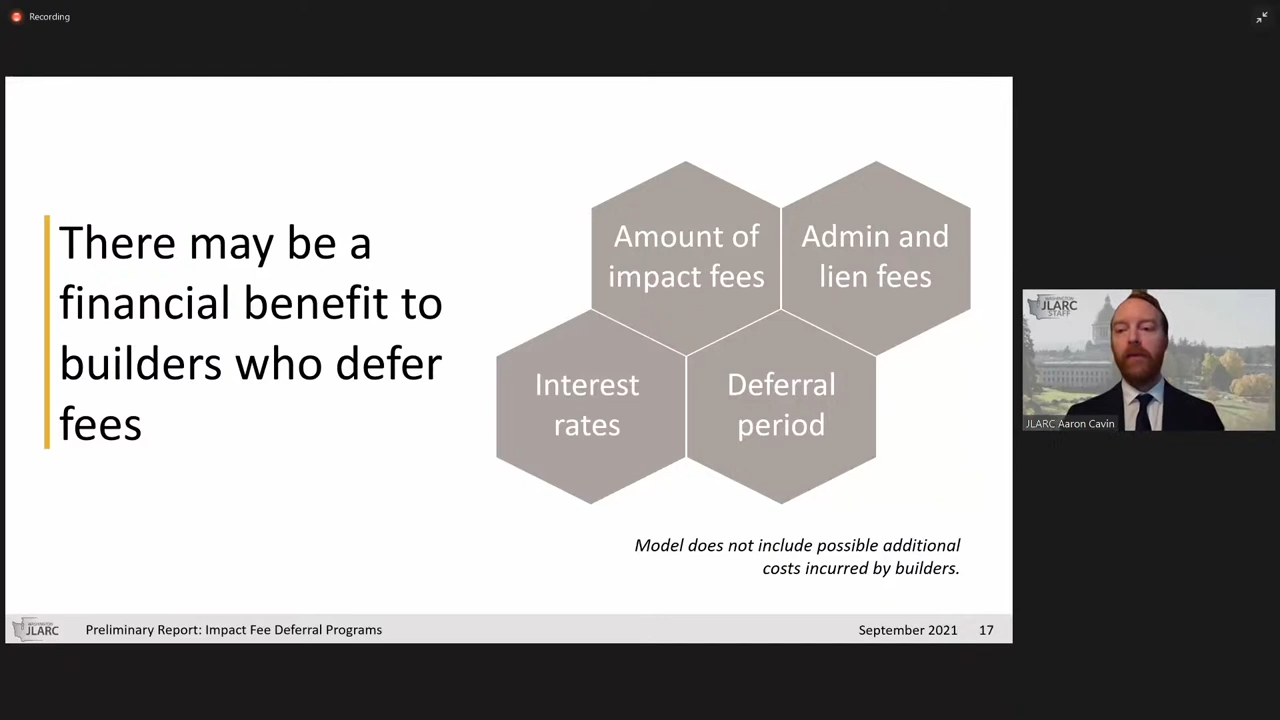 Recording
There may be a
financial benefit to
builders who defer
fees
Amount of
impact fees
Admin and
lien fees
Interest
rates
Deferral
period
Model does not include possible additional
costs incurred by builders.
WASHINGTON
JLARC
Preliminary Report: Impact Fee Deferral Programs
September 2021
17
WASHINGTON
JLARC
STAFF
JLARC Aaron Cavin